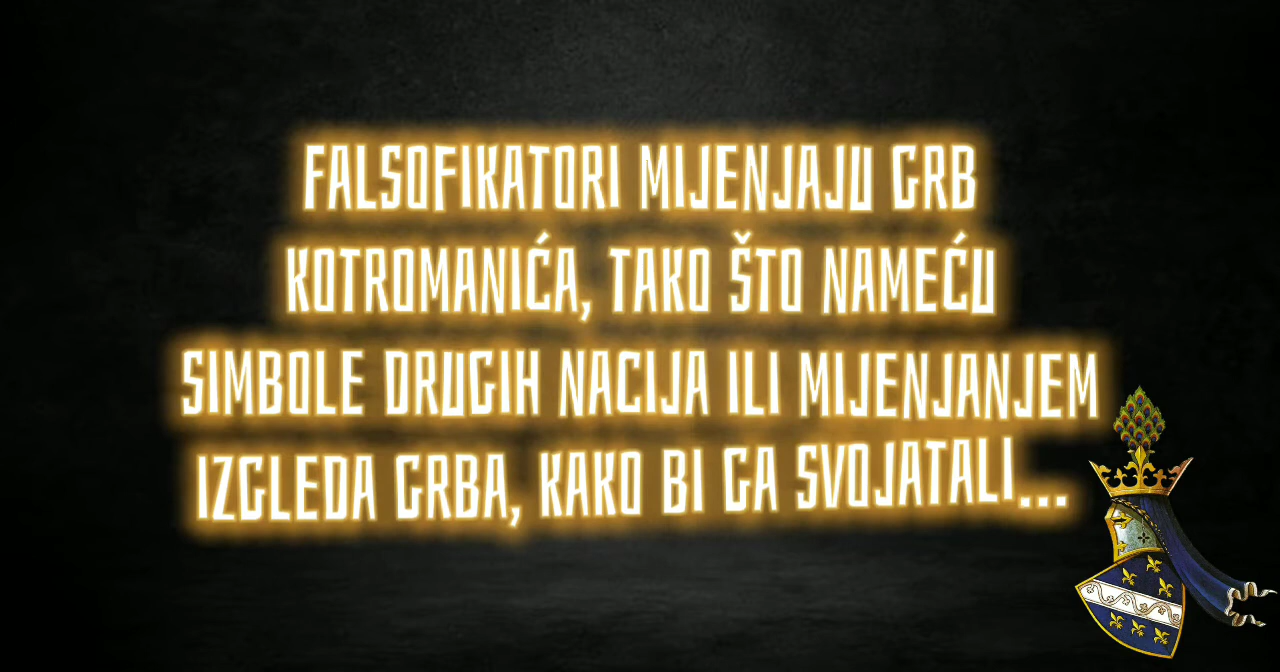 FALSOFIKATORI MIJENJAJU GRB
KOTROMANIĆA, TAKO ŠTO NAMEĆU
SIMBOLE DRUGIH NACIJA ILI MIJENJANJEM
IZGLEDA GRBA, KAKO BI GA SVOJATALI...